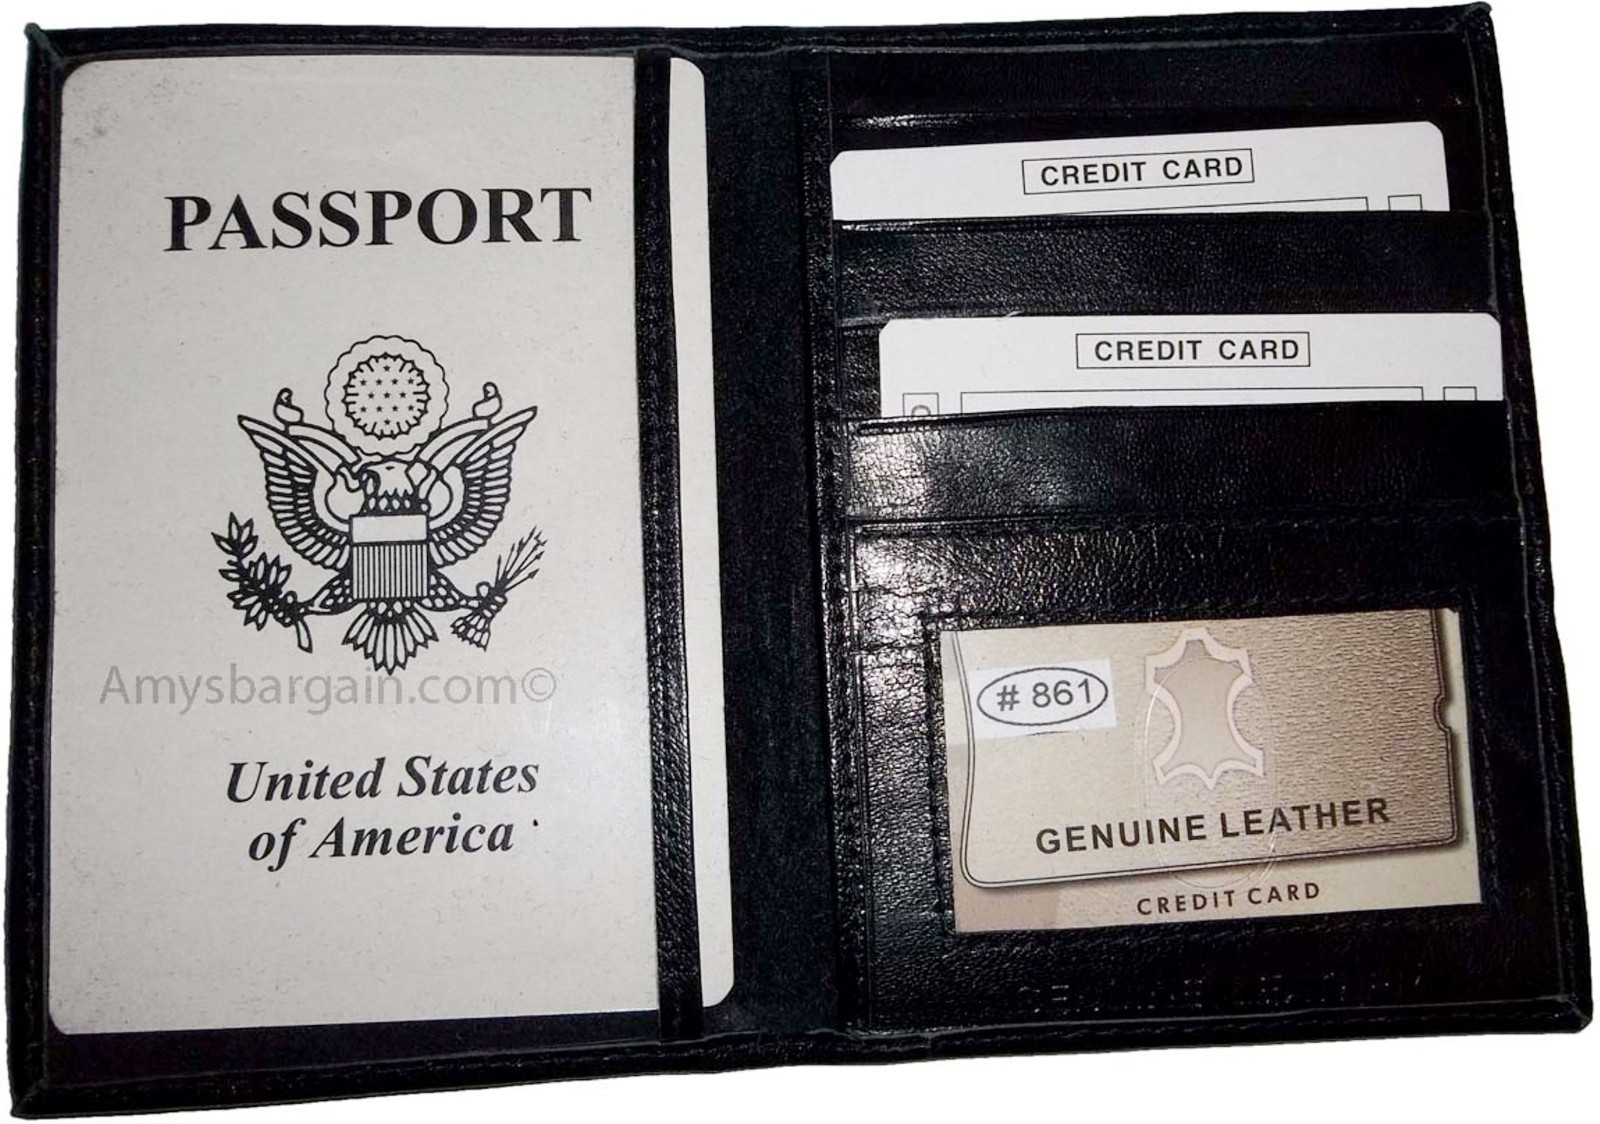 PASSPORT
Amysbargain.com©
United States
of America
CREDIT CARD
CREDIT CARD
# 861
GENUINE LEATHER
CREDIT CARD